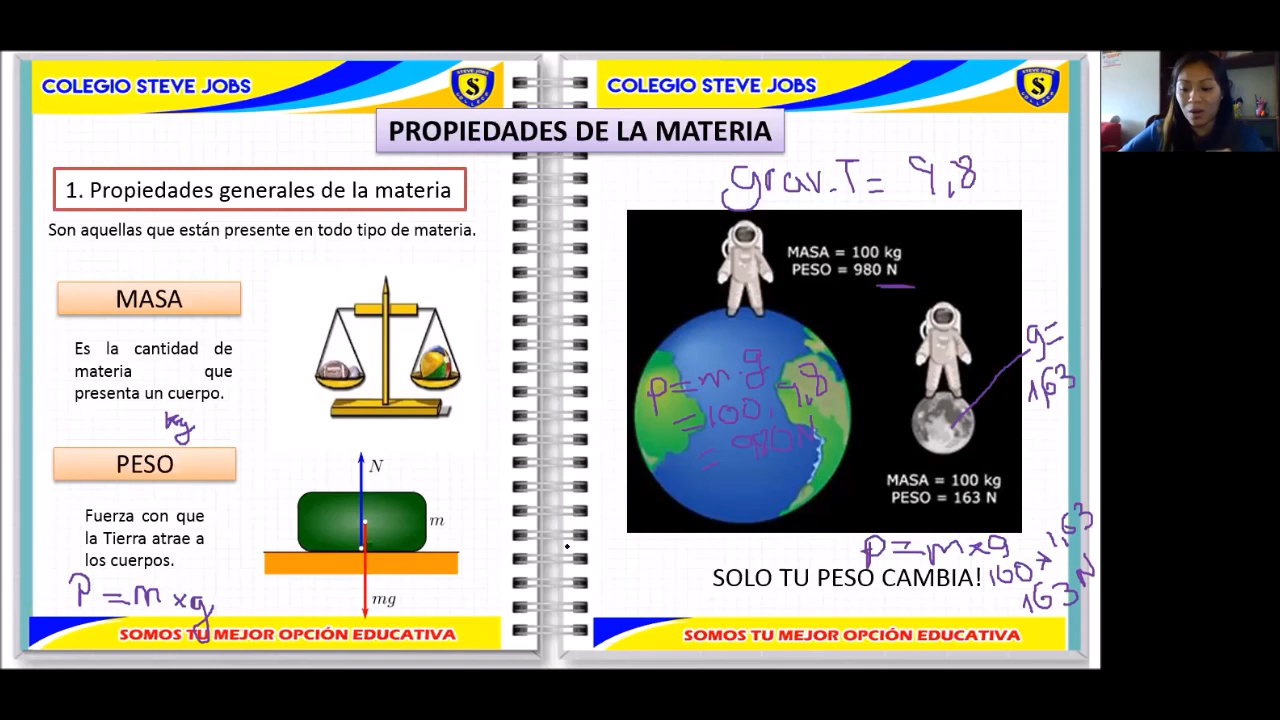 COLEGIO STEVE JOBS
COLEGIO STEVE JOBS
PROPIEDADES DE LA MATERIA
1. Propiedades generales de la materia
Son aquellas que están presente en todo tipo de materia.
MASA
Es la cantidad de
materia que
presenta un cuerpo.
kg
PESO
Fuerza con que
la Tierra atrae a
los cuerpos.
P = m x g
N
m
mg
SOMOS TU MEJOR OPCIÓN EDUCATIVA
grav. T = 9,8
MASA = 100 kg
PESO = 980 N
p = m . g
= 100 . 9,8
= 980 N
g =
1,63
MASA = 100 kg
PESO = 163 N
p = m x g
100 x 1,63
163 N
SOLO TU PESO CAMBIA!
SOMOS TU MEJOR OPCIÓN EDUCATIVA